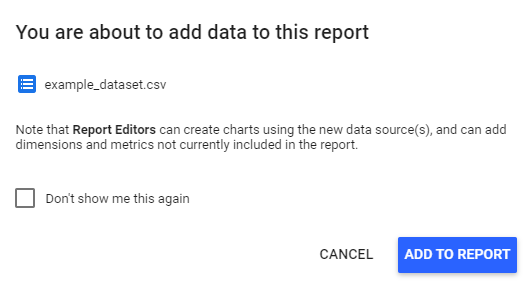 You are about to add data to this report
example_dataset.csv
Note that Report Editors can create charts using the new data source(s), and can add
dimensions and metrics not currently included in the report.
Don't show me this again
CANCEL ADD TO REPORT